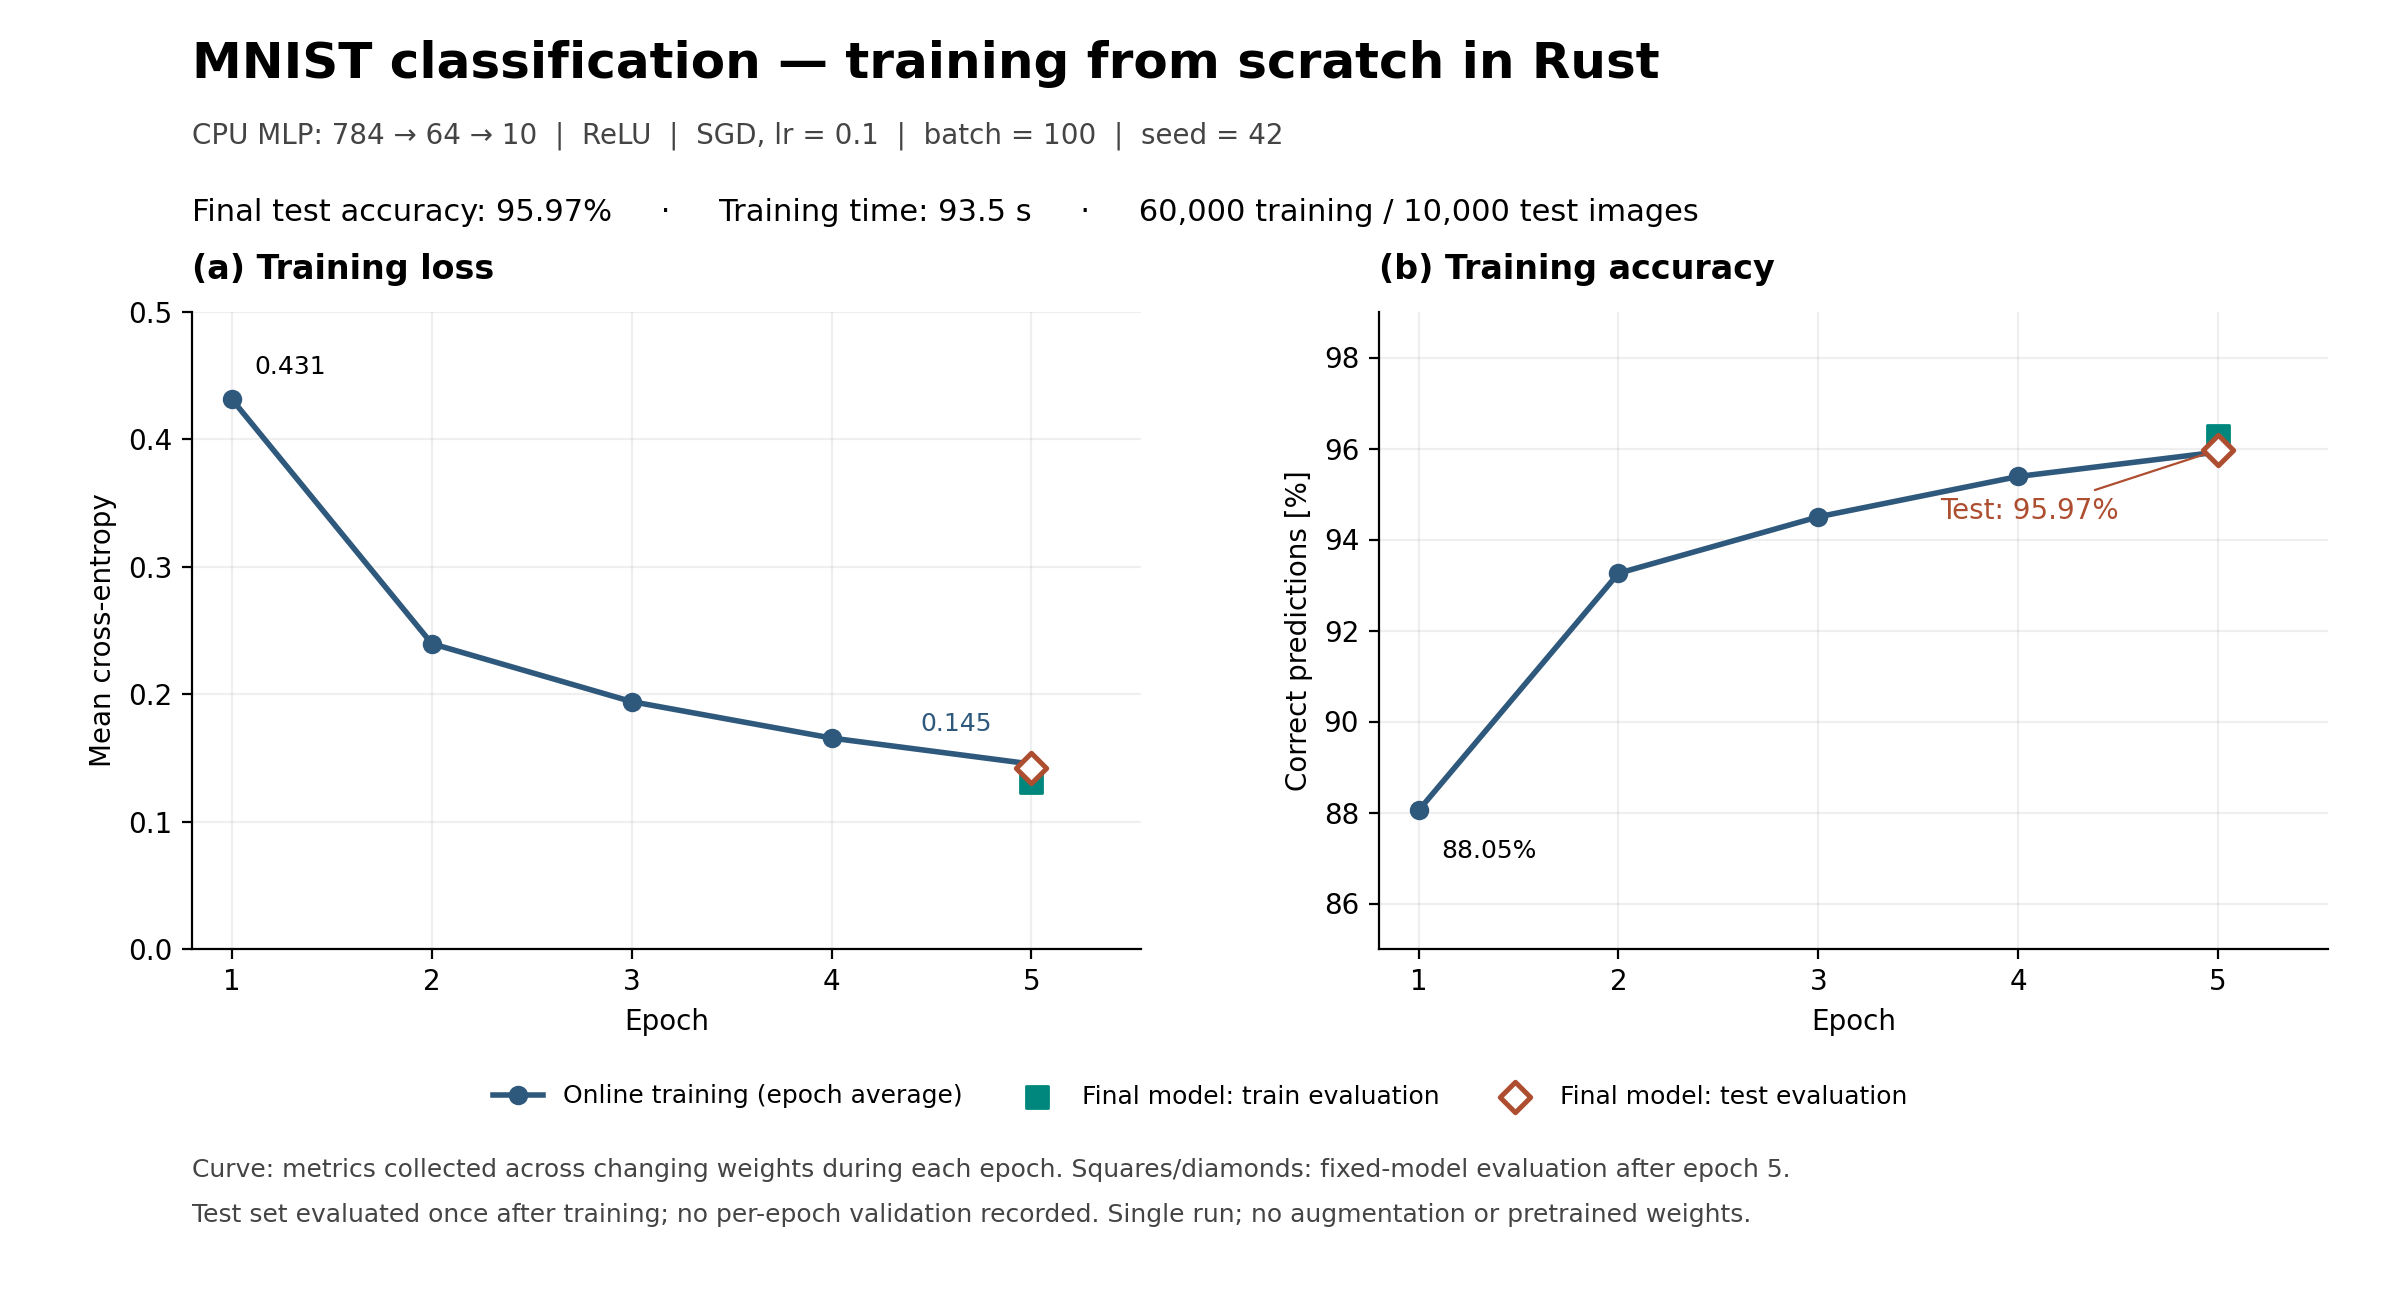 MNIST classification — training from scratch in Rust
CPU MLP: 784 → 64 → 10 | ReLU | SGD, lr = 0.1 | batch = 100 | seed = 42
Final test accuracy: 95.97% · Training time: 93.5 s · 60,000 training / 10,000 test images
(a) Training loss
0.5
0.4
0.3
0.2
0.1
0.0
Mean cross-entropy
0.431
0.145
1 2 3 4 5
Epoch
(b) Training accuracy
98
96
94
92
90
88
86
Correct predictions [%]
Test: 95.97%
88.05%
1 2 3 4 5
Epoch
Online training (epoch average)
Final model: train evaluation
Final model: test evaluation
Curve: metrics collected across changing weights during each epoch. Squares/diamonds: fixed-model evaluation after epoch 5.
Test set evaluated once after training; no per-epoch validation recorded. Single run; no augmentation or pretrained weights.